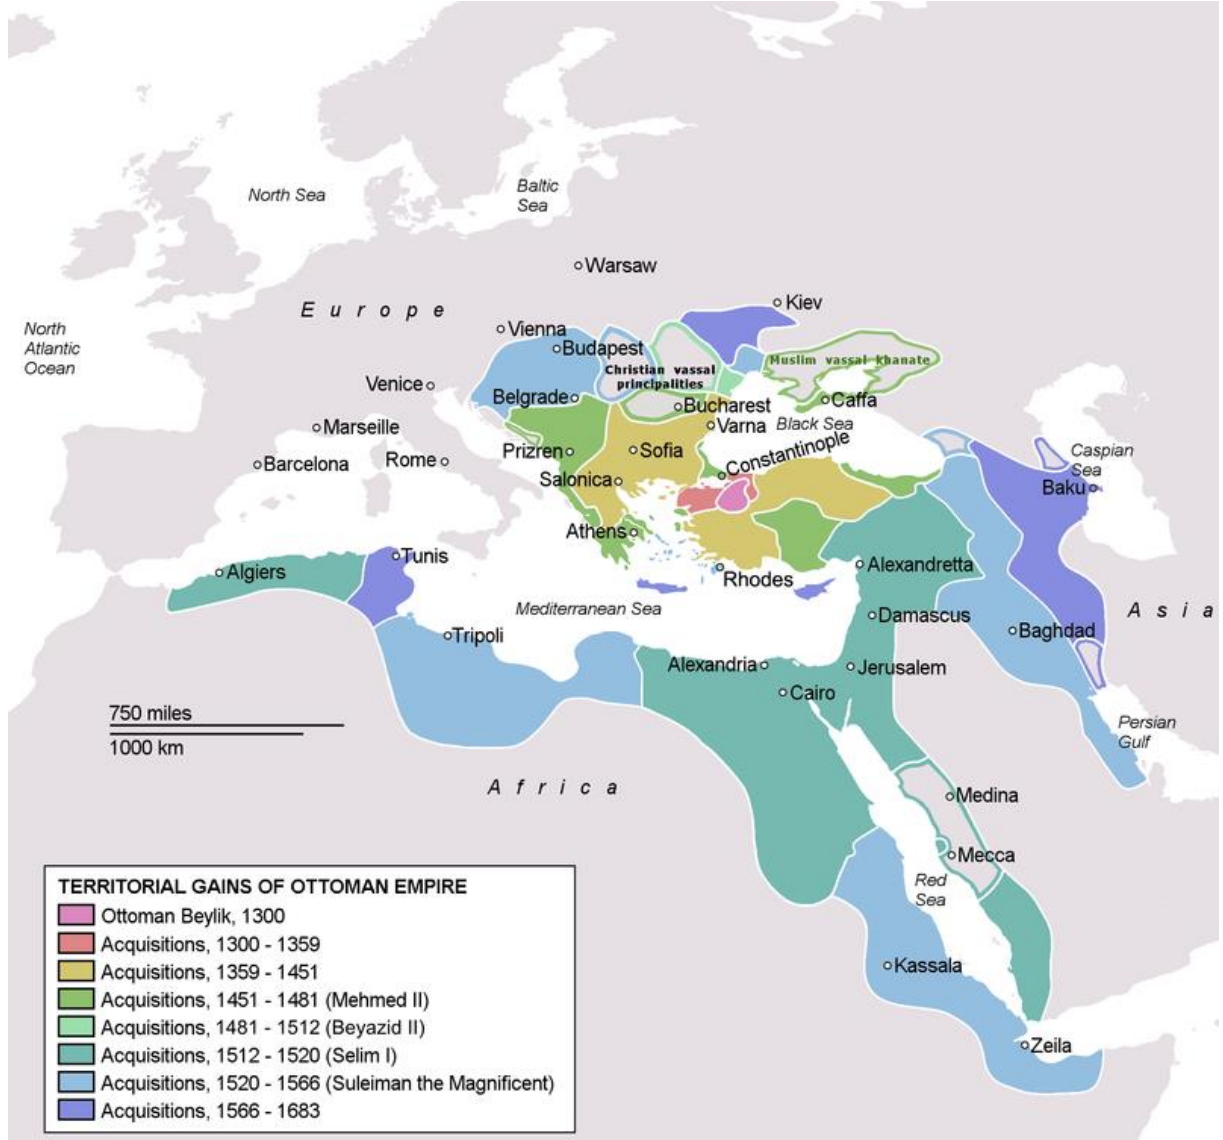 North Sea
Baltic
Sea
Warsaw
Europe
Kiev
North
Atlantic
Ocean
Vienna
Budapest
Christian vassal
principalities
Muslim vassal khanate
Venice
Belgrade
Bucharest
Caffa
Marseille
Varna
Black Sea
Barcelona
Rome
Prizren
Sofia
Constantinople
Caspian
Sea
Salonica
Baku
Athens
Tunis
Algiers
Rhodes
Alexandretta
Mediterranean Sea
Asia
Damascus
Baghdad
Tripoli
Alexandria
Jerusalem
Cairo
750 miles
1000 km
Persian
Gulf
Africa
Medina
Mecca
Red
Sea
Kassala
Zeila
TERRITORIAL GAINS OF OTTOMAN EMPIRE
Ottoman Beylik, 1300
Acquisitions, 1300 - 1359
Acquisitions, 1359 - 1451
Acquisitions, 1451 - 1481 (Mehmed II)
Acquisitions, 1481 - 1512 (Beyazid II)
Acquisitions, 1512 - 1520 (Selim I)
Acquisitions, 1520 - 1566 (Suleiman the Magnificent)
Acquisitions, 1566 - 1683